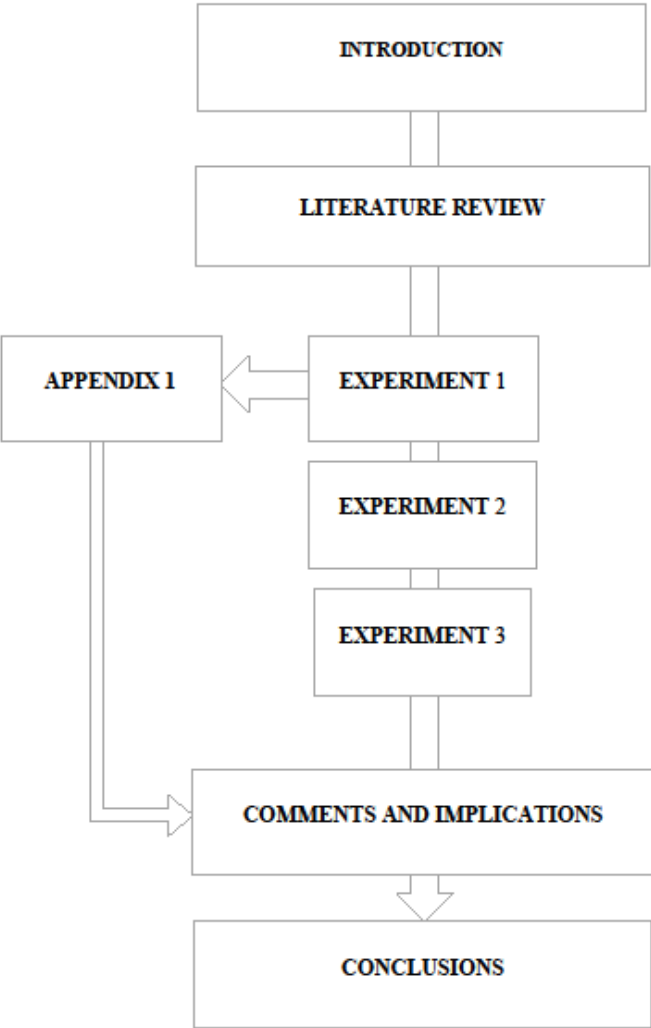 INTRODUCTION
LITERATURE REVIEW
APPENDIX 1
EXPERIMENT 1
EXPERIMENT 2
EXPERIMENT 3
COMMENTS AND IMPLICATIONS
CONCLUSIONS